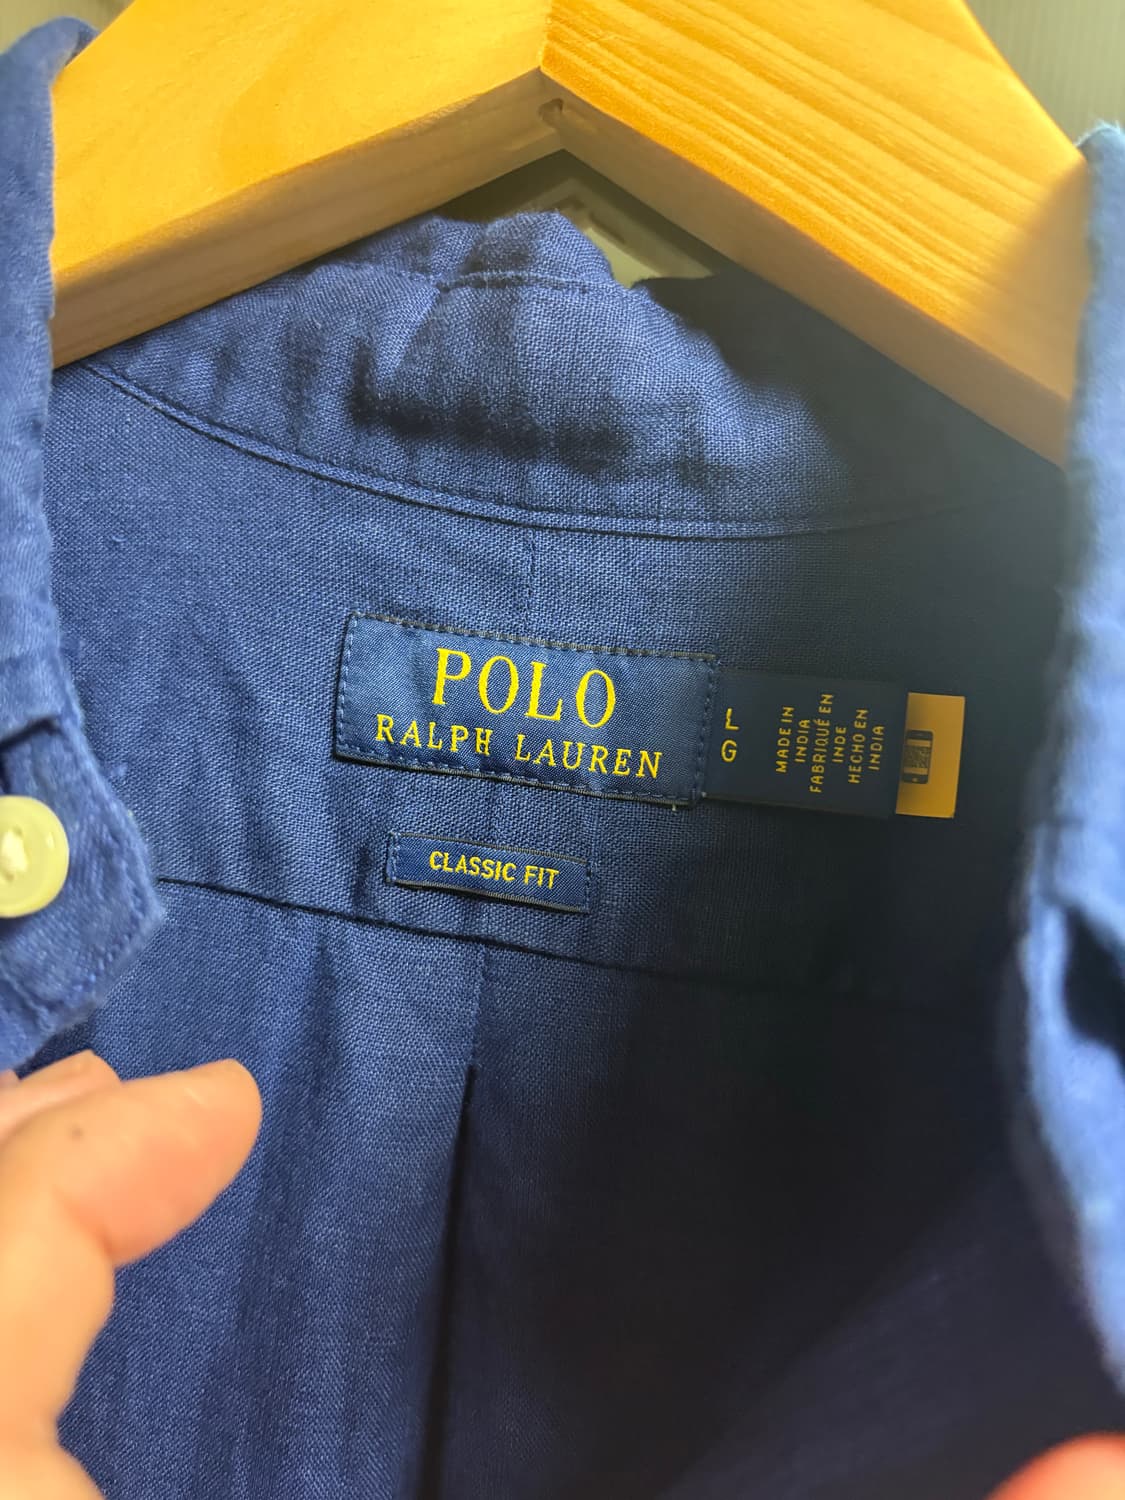 POLO
RALPH LAUREN
L
G
MADE IN
INDIA
FABRIQUÉ EN
INDE
HECHO EN
INDIA
CLASSIC FIT